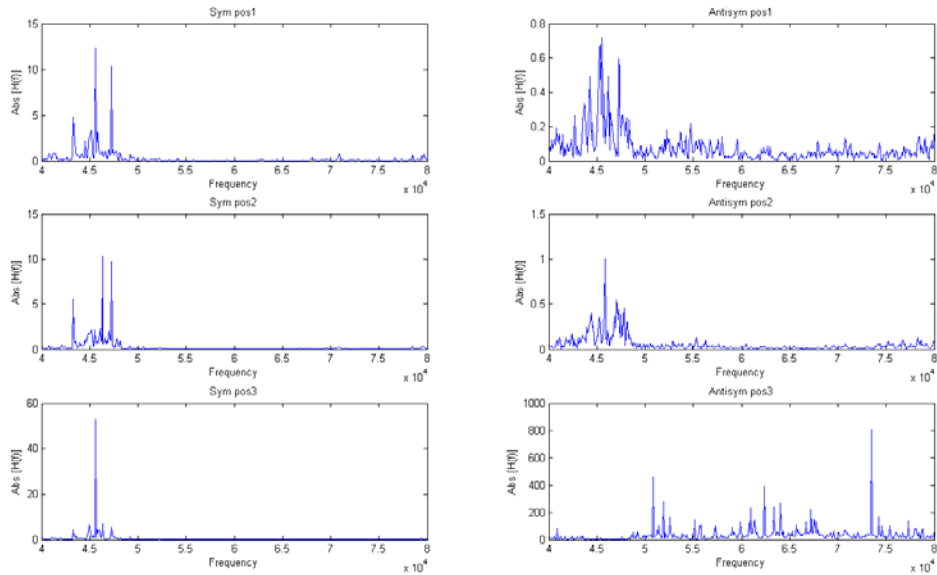 Sym pos1
15
10
5
0
Abs [H(f)]
4 4.5 5 5.5 6 6.5 7 7.5 8
Frequency
x 10^4
Antisym pos1
0.8
0.6
0.4
0.2
0
Abs [H(f)]
4 4.5 5 5.5 6 6.5 7 7.5 8
Frequency
x 10^4
Sym pos2
15
10
5
0
Abs [H(f)]
4 4.5 5 5.5 6 6.5 7 7.5 8
Frequency
x 10^4
Antisym pos2
1.5
1
0.5
0
Abs [H(f)]
4 4.5 5 5.5 6 6.5 7 7.5 8
Frequency
x 10^4
Sym pos3
60
40
20
0
Abs [H(f)]
4 4.5 5 5.5 6 6.5 7 7.5 8
Frequency
x 10^4
Antisym pos3
1000
800
600
400
200
0
Abs [H(f)]
4 4.5 5 5.5 6 6.5 7 7.5 8
Frequency
x 10^4